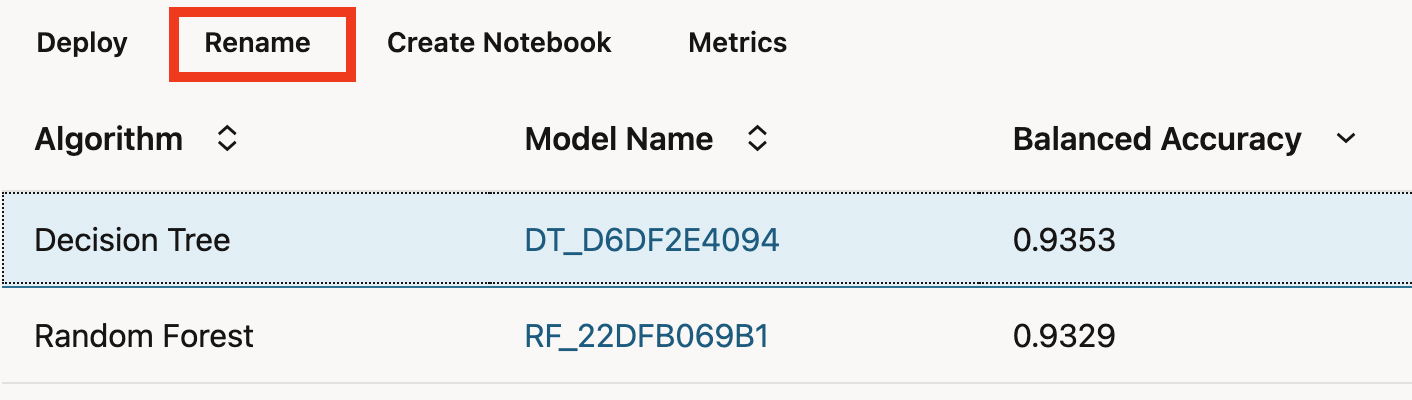 Deploy Rename Create Notebook Metrics
Algorithm Model Name Balanced Accuracy
Decision Tree DT_D6DF2E4094 0.9353
Random Forest RF_22DFB069B1 0.9329